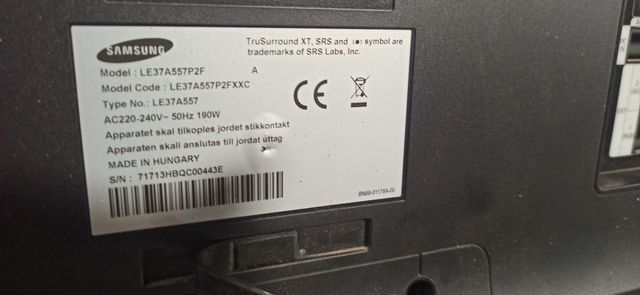 SAMSUNG
TruSurround XT, SRS and (●) symbol are
trademarks of SRS Labs, Inc.
Model : LE37A557P2F A
Model Code : LE37A557P2FXXC
Type No.: LE37A557
AC220-240V~ 50Hz 190W
Apparatet skal tilkoples jordet stikkontakt
Apparaten skall anslutas till jordat uttag
MADE IN HUNGARY
S/N : 71713HBQC00443E
BN68-01176A-00